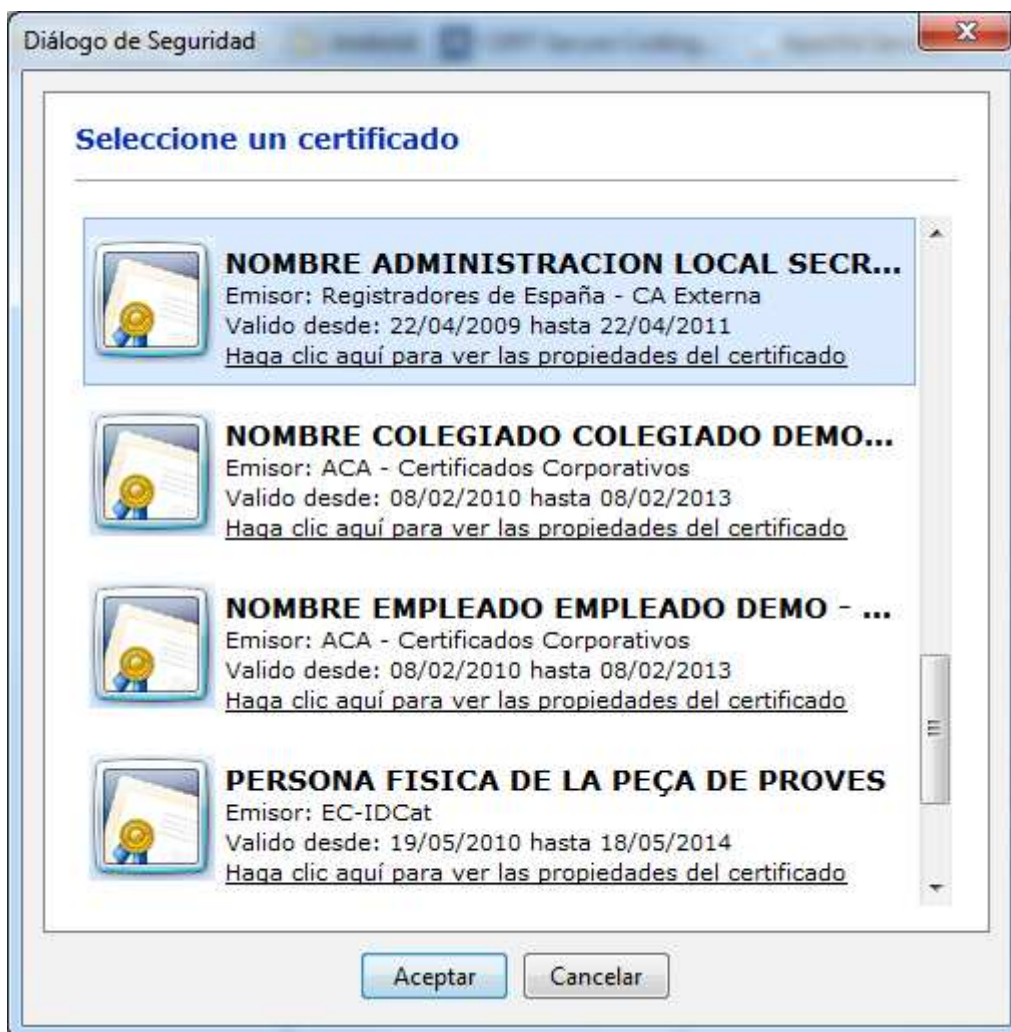 Diálogo de Seguridad
Seleccione un certificado
NOMBRE ADMINISTRACION LOCAL SECR...
Emisor: Registradores de España - CA Externa
Valido desde: 22/04/2009 hasta 22/04/2011
Haga clic aquí para ver las propiedades del certificado
NOMBRE COLEGIADO COLEGIADO DEMO...
Emisor: ACA - Certificados Corporativos
Valido desde: 08/02/2010 hasta 08/02/2013
Haga clic aquí para ver las propiedades del certificado
NOMBRE EMPLEADO EMPLEADO DEMO - ...
Emisor: ACA - Certificados Corporativos
Valido desde: 08/02/2010 hasta 08/02/2013
Haga clic aquí para ver las propiedades del certificado
PERSONA FISICA DE LA PEÇA DE PROVES
Emisor: EC-IDCat
Valido desde: 19/05/2010 hasta 18/05/2014
Haga clic aquí para ver las propiedades del certificado
Aceptar Cancelar